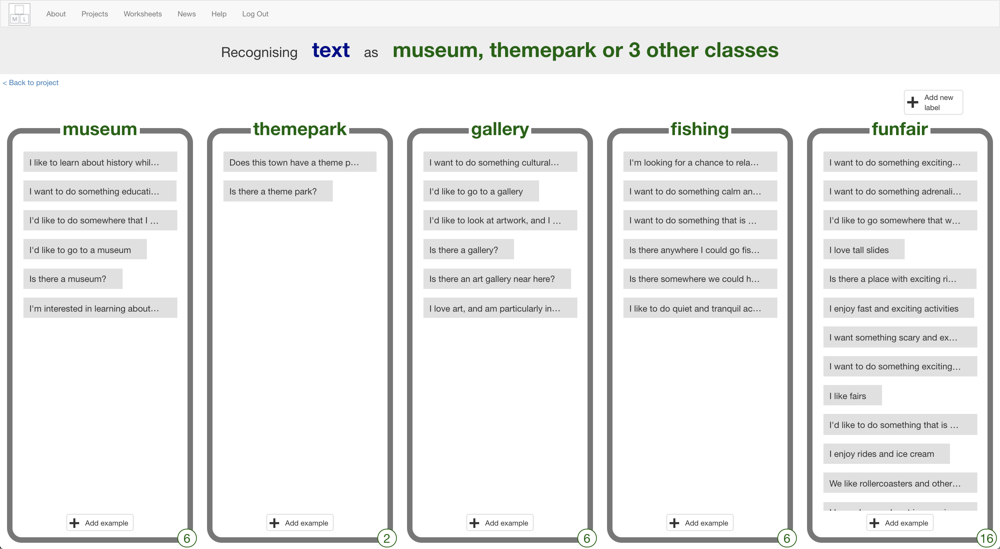 M L
About Projects Worksheets News Help Log Out
Recognising text as museum, themepark or 3 other classes
< Back to project
Add new
label
museum
I like to learn about history whil…
I want to do something educati…
I'd like to do somewhere that I …
I'd like to go to a museum
Is there a museum?
I'm interested in learning about…
Add example
6
themepark
Does this town have a theme p…
Is there a theme park?
Add example
2
gallery
I want to do something cultural…
I'd like to go to a gallery
I'd like to look at artwork, and I …
Is there a gallery?
Is there an art gallery near here?
I love art, and am particularly in…
Add example
6
fishing
I'm looking for a chance to rela…
I want to do something calm an…
I want to do something that is …
Is there anywhere I could go fis…
Is there somewhere we could h…
I like to do quiet and tranquil ac…
Add example
6
funfair
I want to do something exciting…
I want to do something adrenali…
I'd like to go somewhere that w…
I love tall slides
Is there a place with exciting ri…
I enjoy fast and exciting activities
I want something scary and ex…
I want to do something exciting…
I like fairs
I'd like to do something that is …
I enjoy rides and ice cream
We like rollercoasters and other…
Add example
16